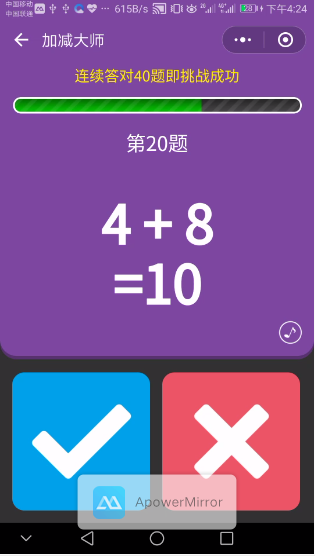 中国移动
中国联通
615B/s
下午4:24
加减大师
连续答对40题即挑战成功
第20题
4+8
=10
ApowerMirror